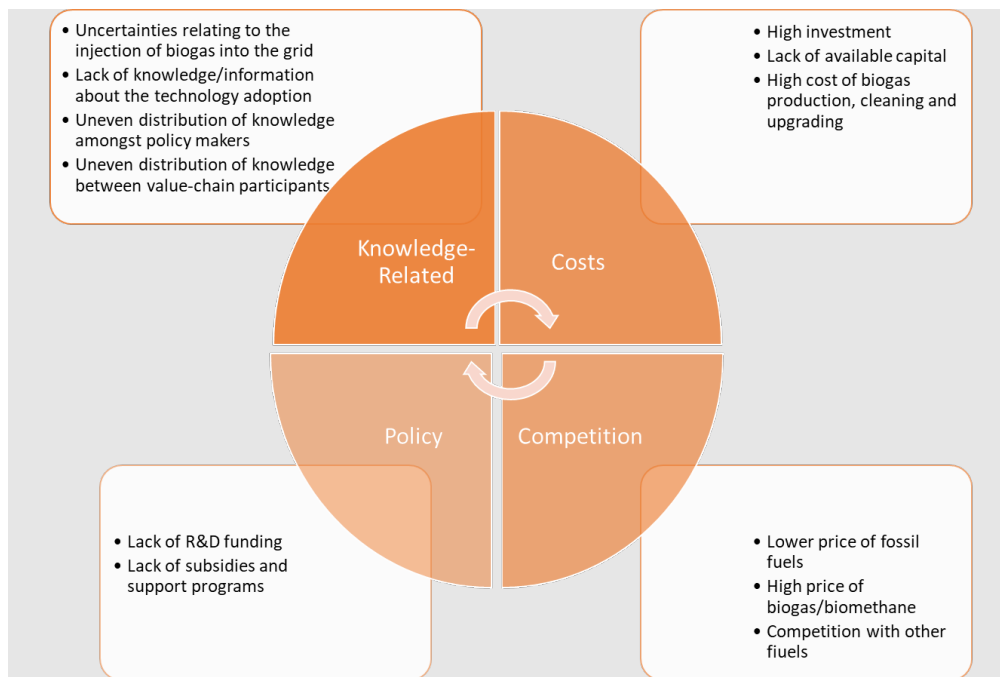 • Uncertainties relating to the
injection of biogas into the grid
• Lack of knowledge/information
about the technology adoption
• Uneven distribution of knowledge
amongst policy makers
• Uneven distribution of knowledge
between value-chain participants
• High investment
• Lack of available capital
• High cost of biogas
production, cleaning and
upgrading
Knowledge-
Related
Costs
Policy
Competition
• Lack of R&D funding
• Lack of subsidies and
support programs
• Lower price of fossil
fuels
• High price of
biogas/biomethane
• Competition with other
fiuels